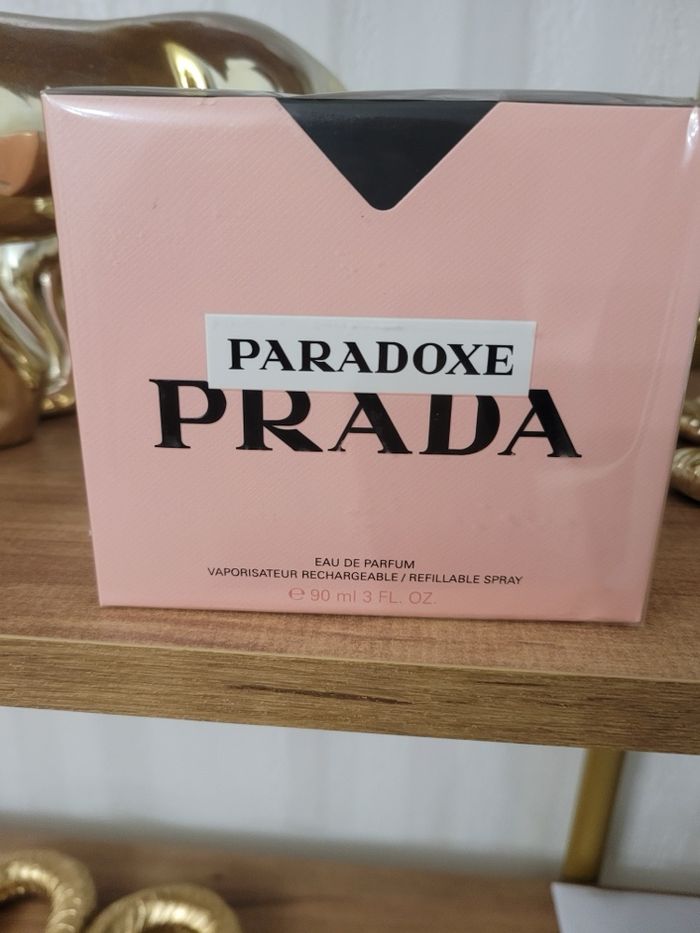 PARADOXE
PRADA
EAU DE PARFUM
VAPORISATEUR RECHARGEABLE / REFILLABLE SPRAY
℮ 90 ml 3 FL. OZ.